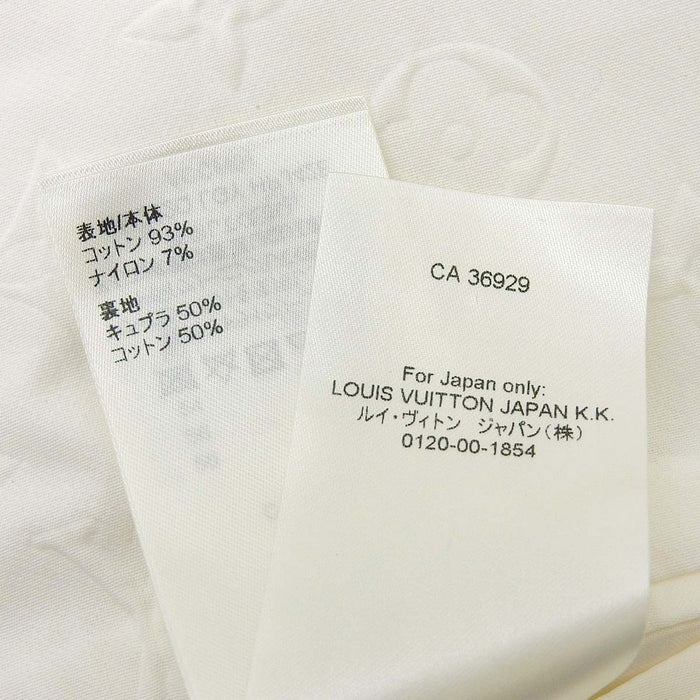 表地/本体
コットン 93%
ナイロン 7%
裏地
キュプラ 50%
コットン 50%
CA 36929
For Japan only:
LOUIS VUITTON JAPAN K.K.
ルイ・ヴィトン　ジャパン(株)
0120-00-1854